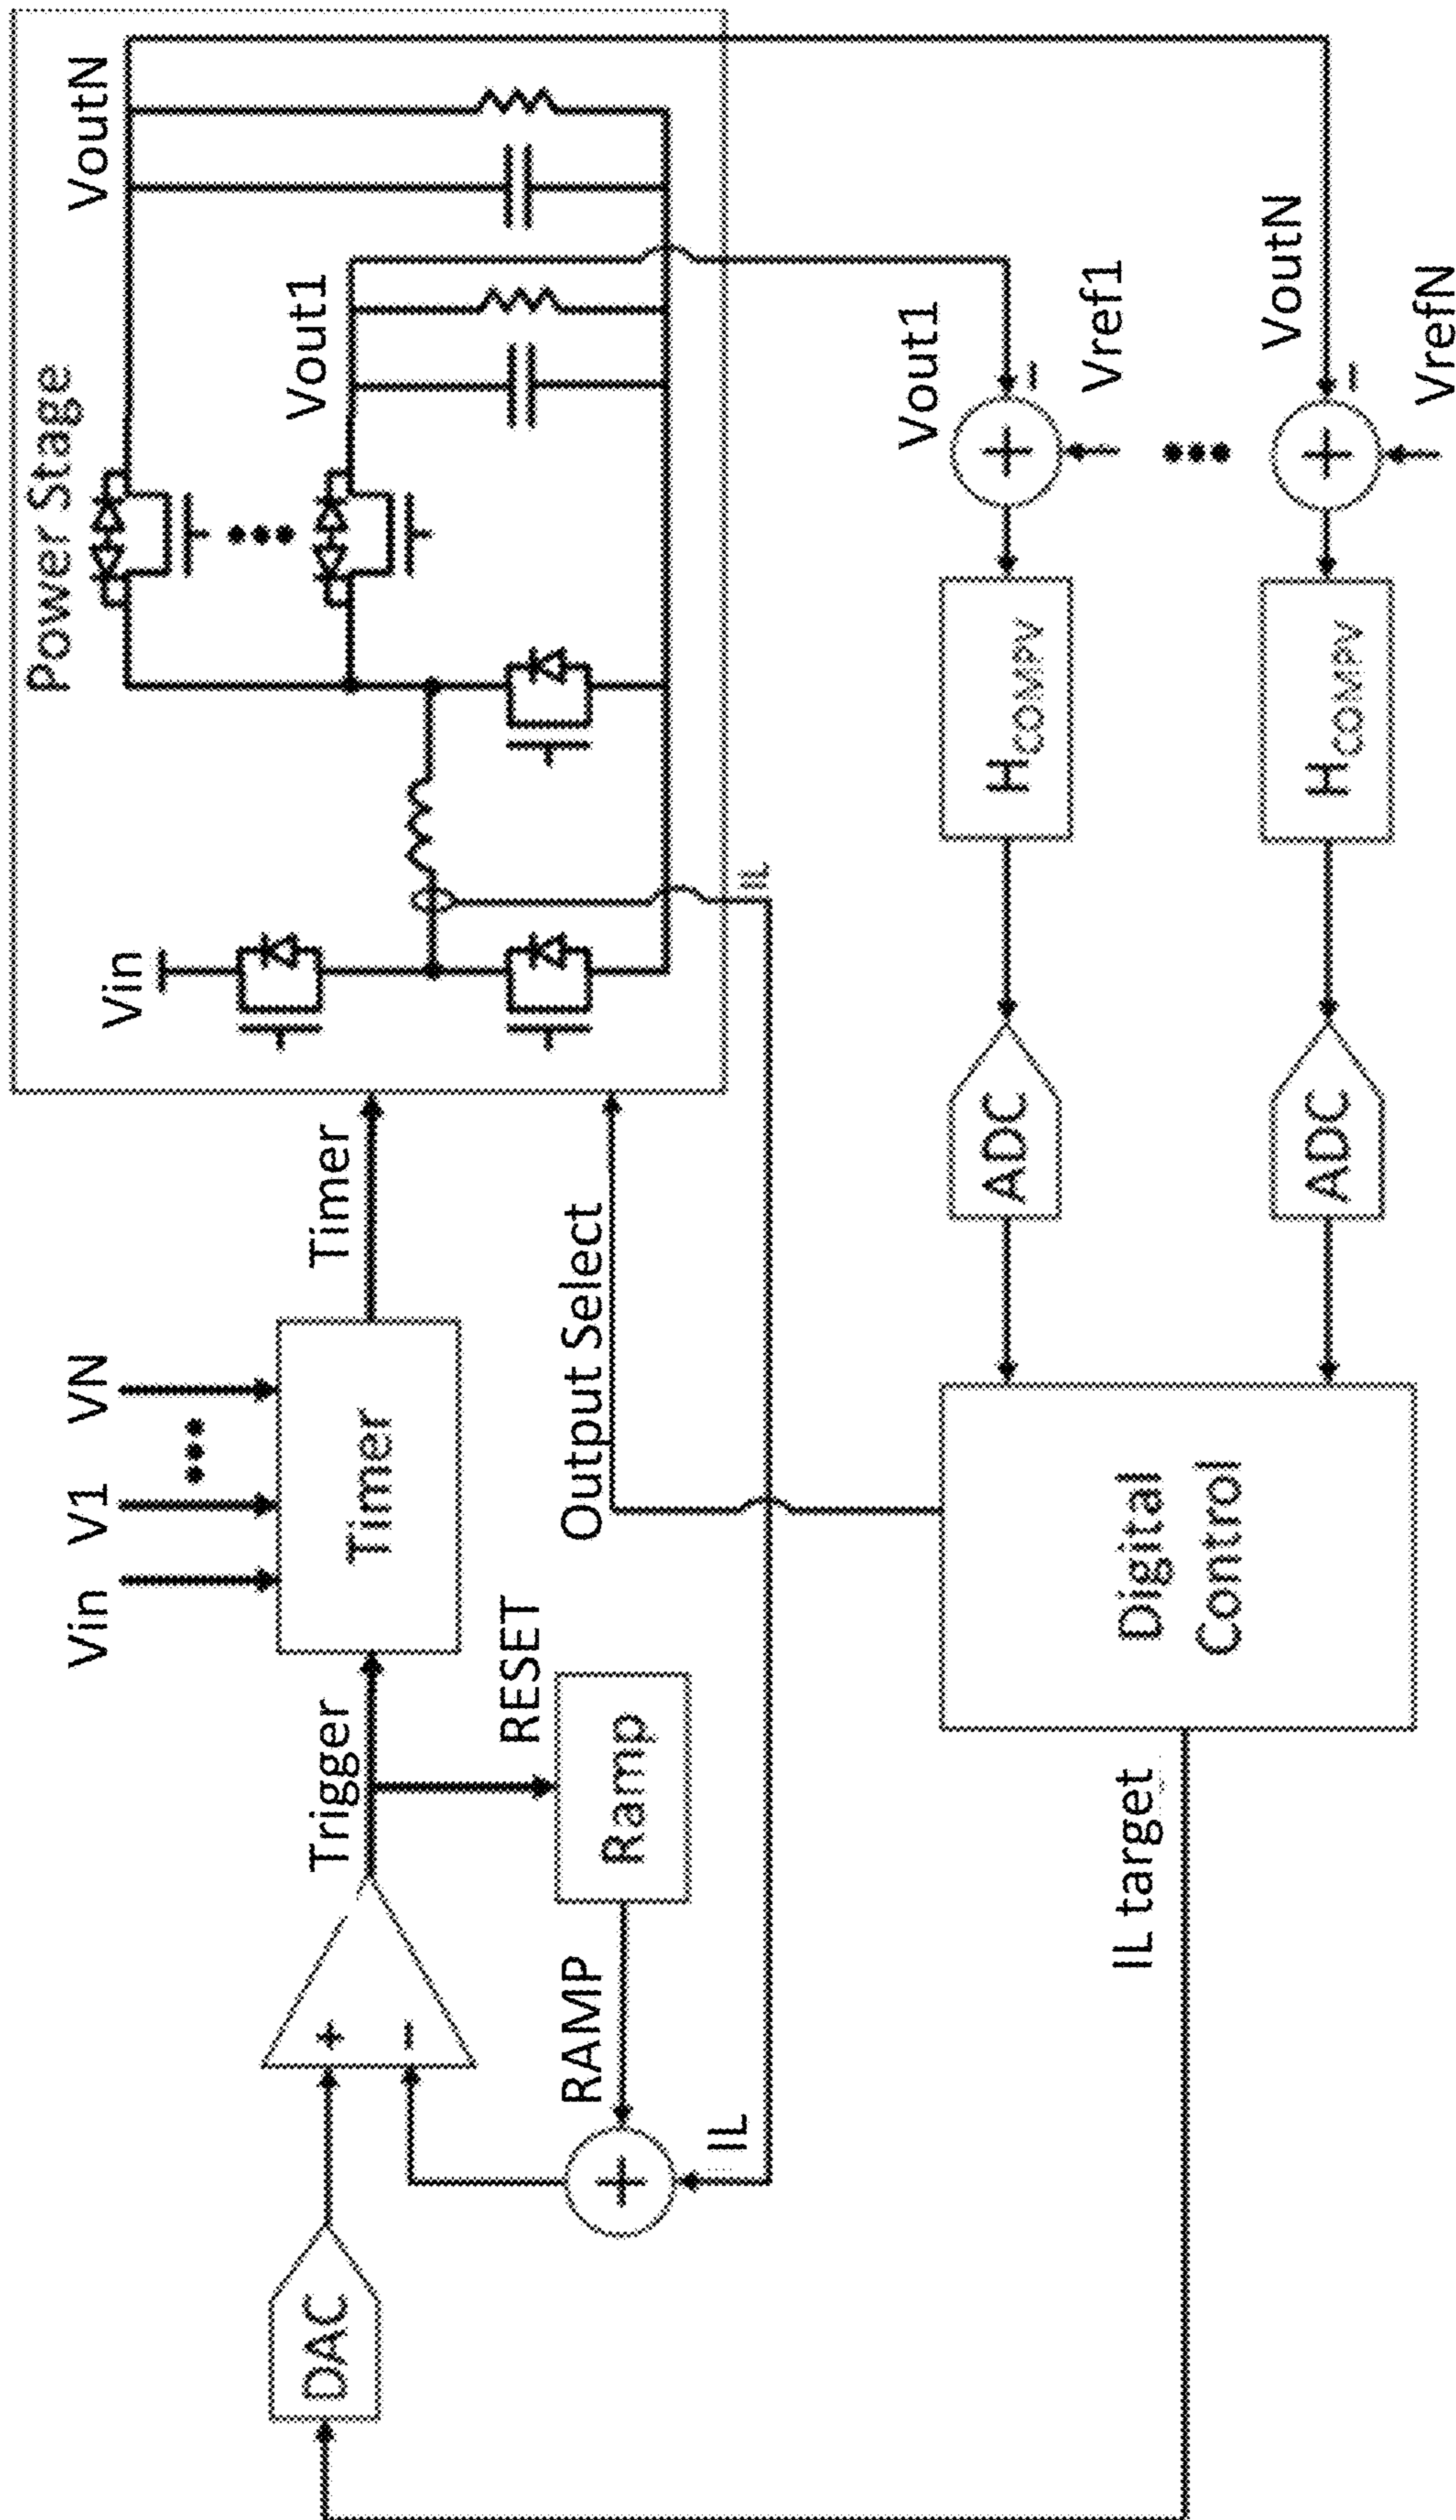 Power Stage
Vin
Vout1
VoutN
IL
Vin
V1
VN
Timer
Timer
Trigger
RESET
Ramp
RAMP
IL
DAC
+
−
+
Output Select
Vout1
−
+
Vref1
VoutN
−
+
VrefN
HCOMPV
HCOMPV
ADC
ADC
Digital
Control
IL target